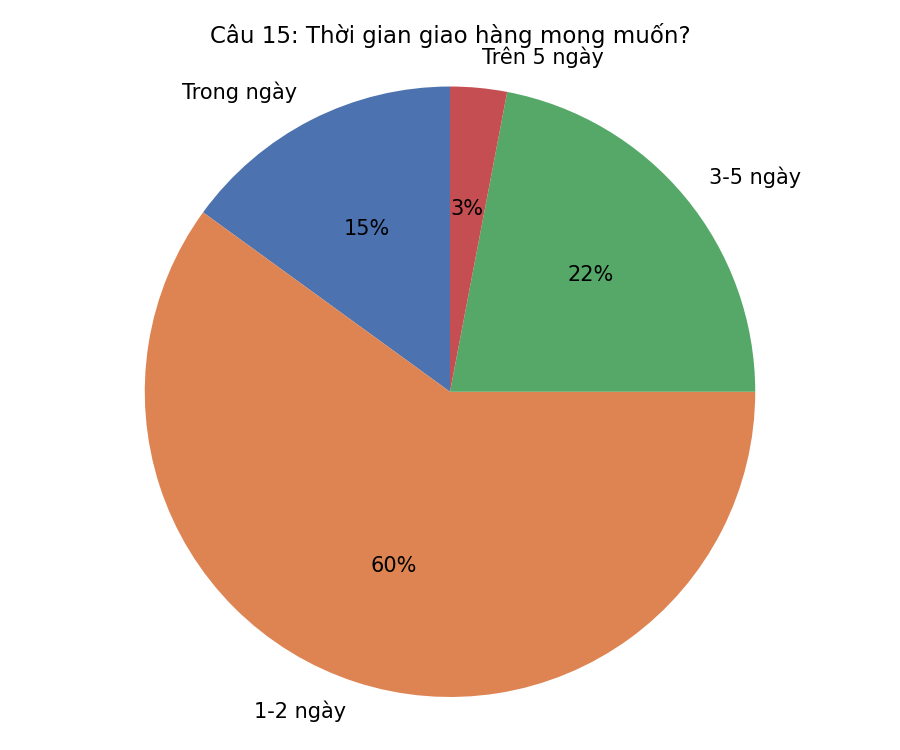 Câu 15: Thời gian giao hàng mong muốn?
Trên 5 ngày
Trong ngày
3-5 ngày
3%
15%
22%
60%
1-2 ngày